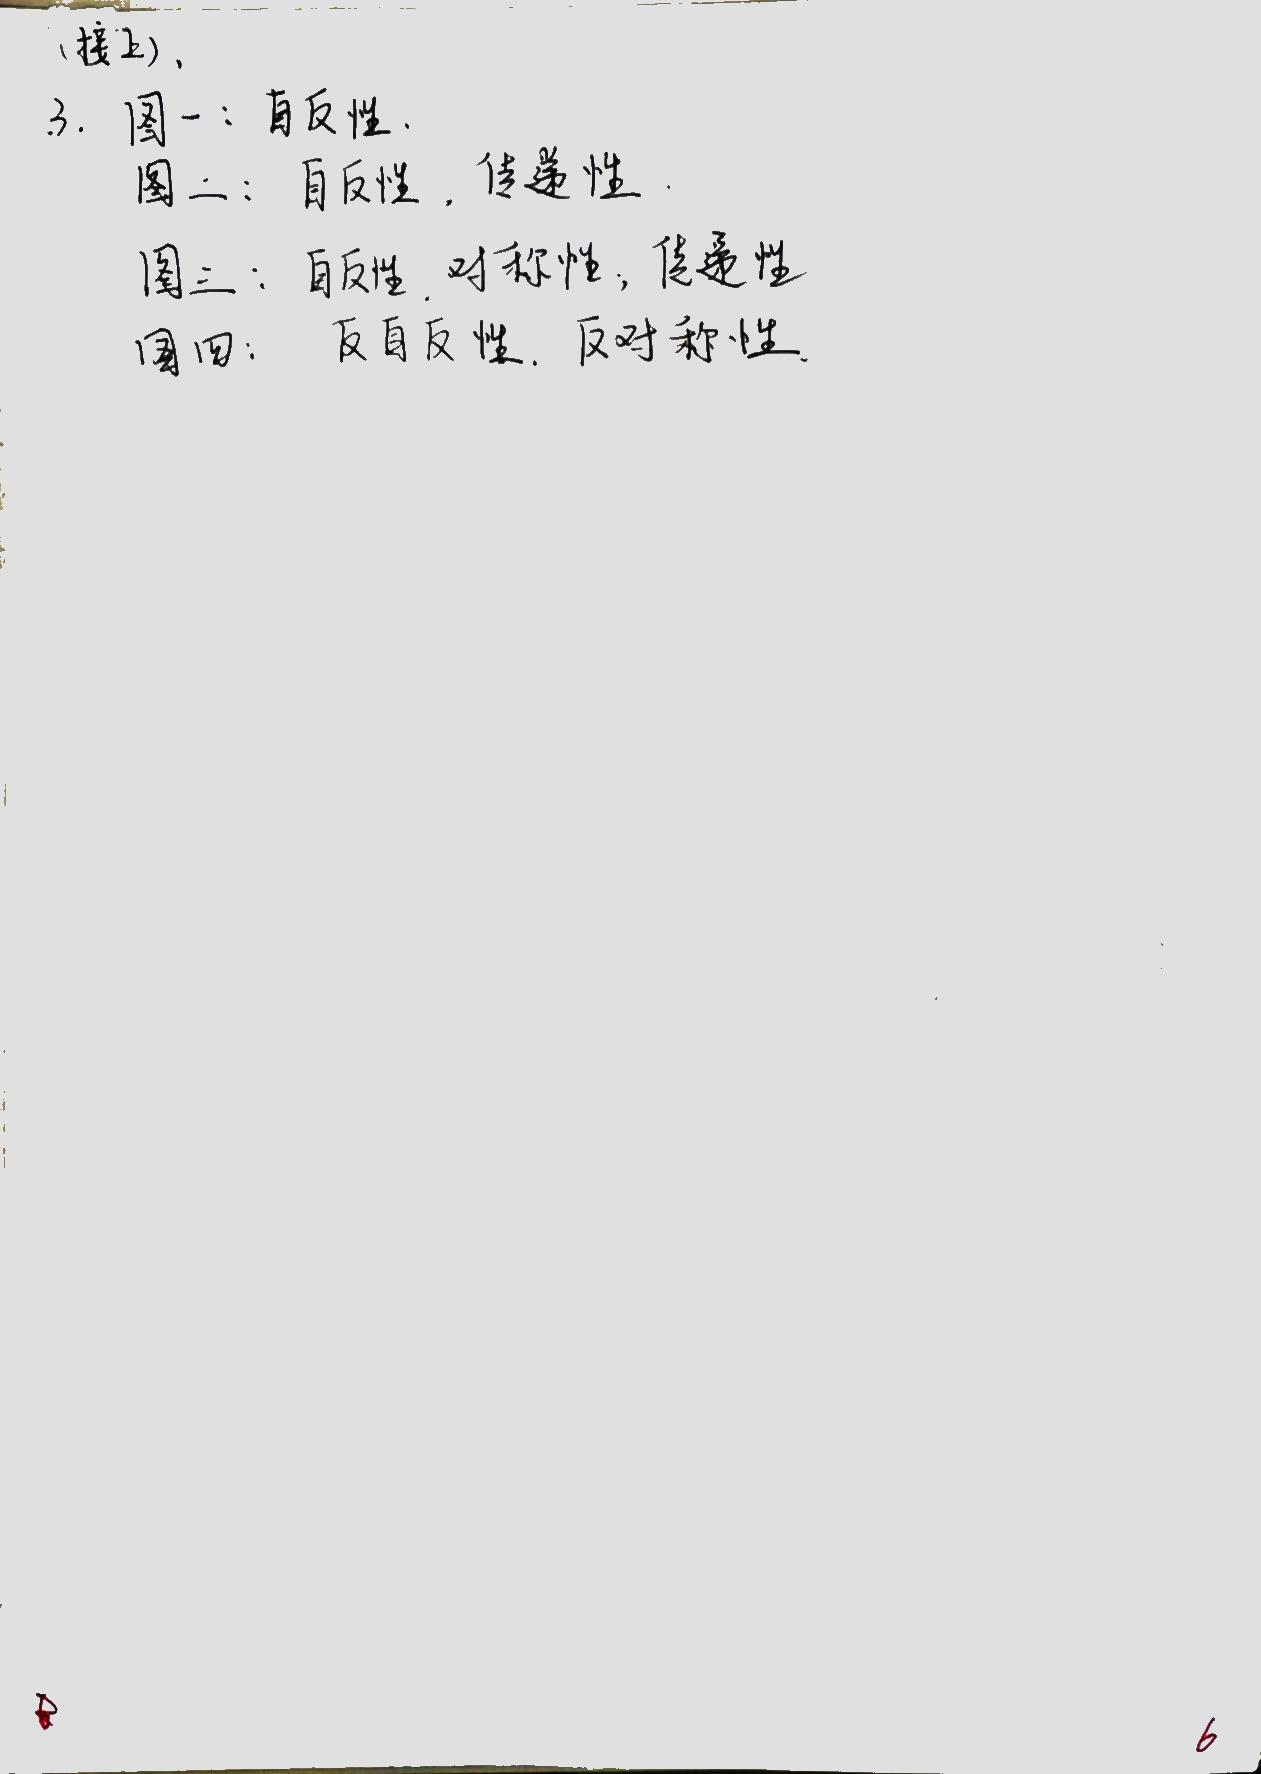 （接上）、
3. 图一：自反性.
图二：自反性，传递性.
图三：自反性，对称性，传递性
图四：反自反性，反对称性.
6